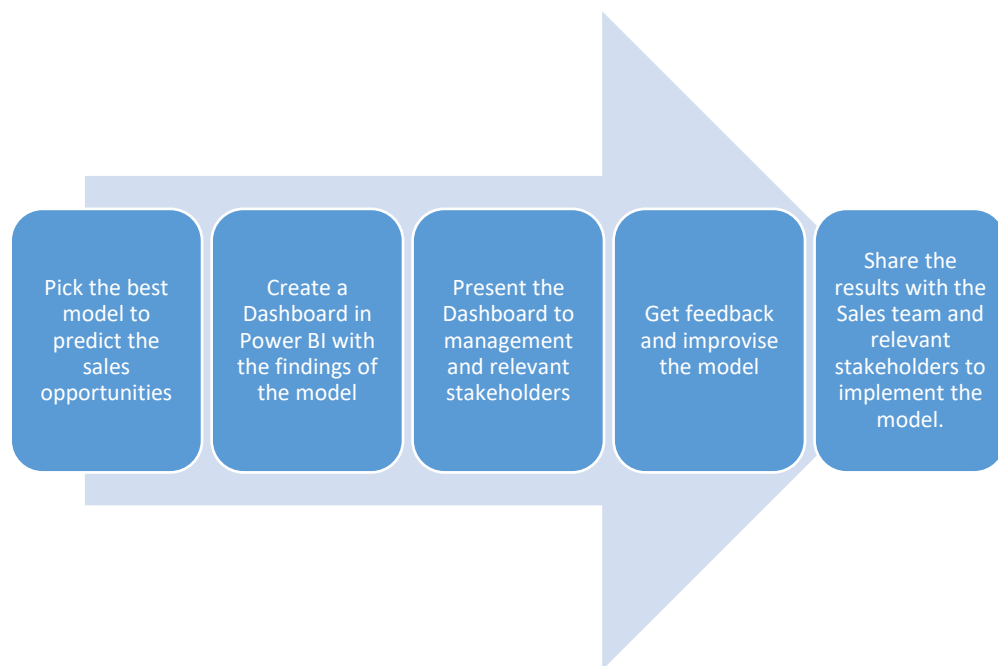 Pick the best
model to
predict the
sales
opportunities
Create a
Dashboard in
Power BI with
the findings of
the model
Present the
Dashboard to
management
and relevant
stakeholders
Get feedback
and improvise
the model
Share the
results with the
Sales team and
relevant
stakeholders to
implement the
model.